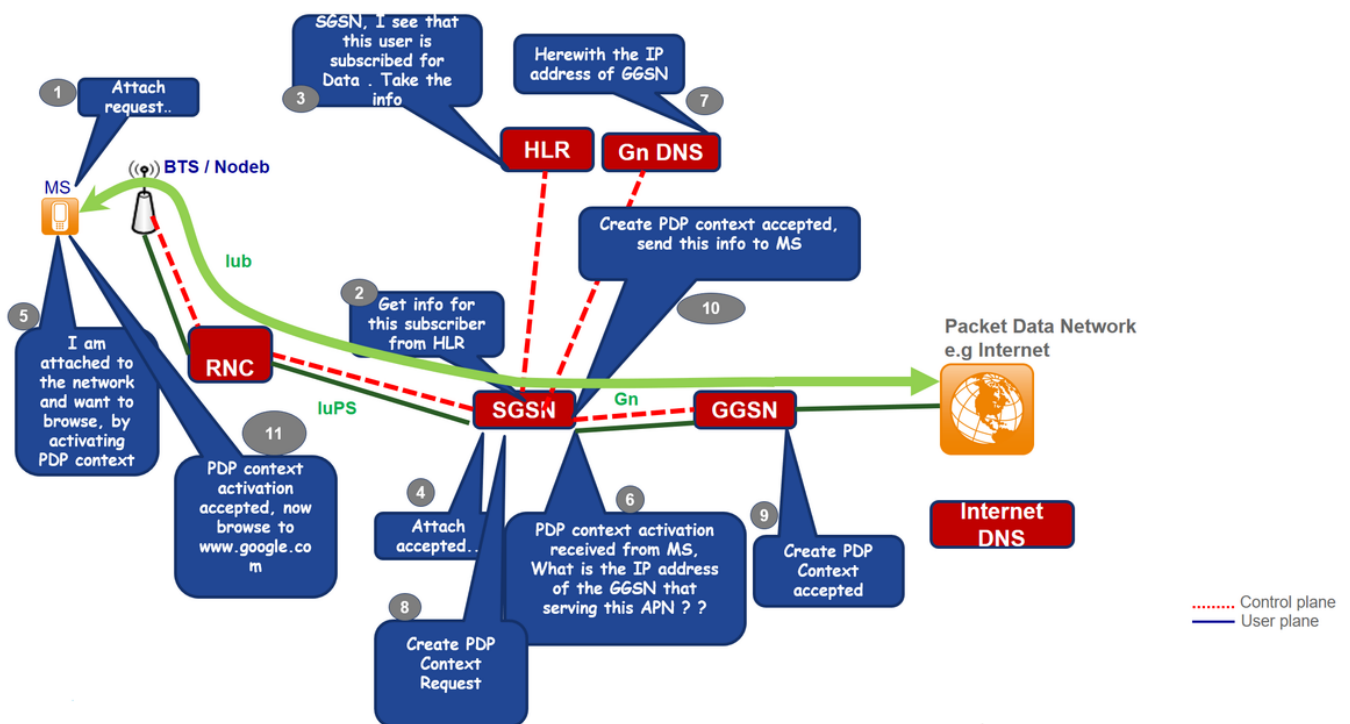 SGSN, I see that
this user is
subscribed for
Data . Take the
info
3
Herewith the IP
address of GGSN
7
1
Attach
request..
HLR
Gn DNS
BTS / Nodeb
MS
Create PDP context accepted,
send this info to MS
10
Iub
2
Get info for
this subscriber
from HLR
5
I am
attached to
the network
and want to
browse, by
activating
PDP context
RNC
IuPS
SGSN
Gn
GGSN
Packet Data Network
e.g Internet
11
PDP context
activation
accepted, now
browse to
www.google.co
m
4
Attach
accepted..
6
PDP context activation
received from MS,
What is the IP address
of the GGSN that
serving this APN ? ?
9
Create PDP
Context
accepted
Internet
DNS
8
Create PDP
Context
Request
Control plane
User plane